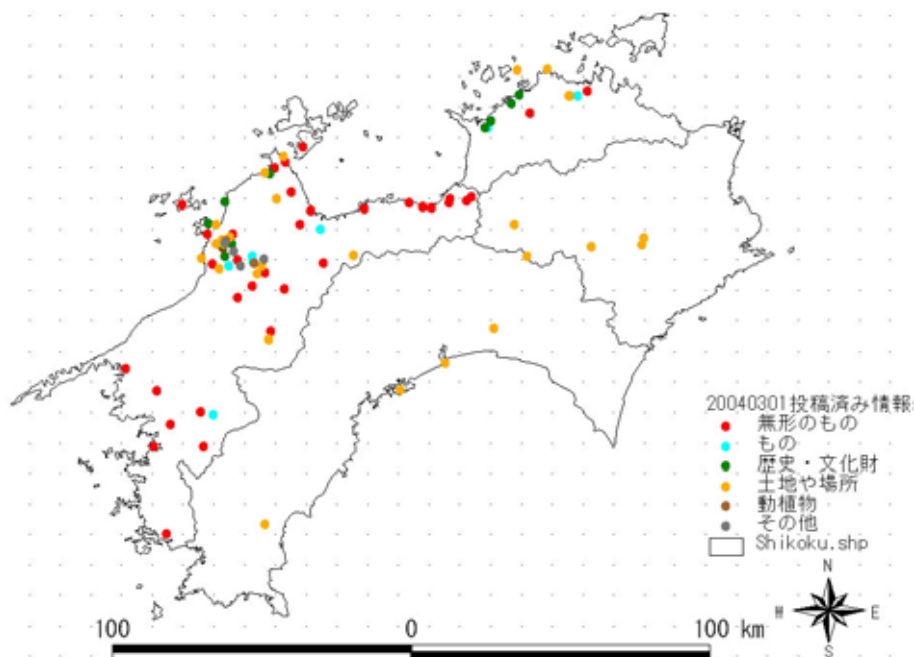 20040301投稿済み情報
無形のもの
もの
歴史・文化財
土地や場所
動植物
その他
Shikoku.shp
N
W E
S
100 0 100 km